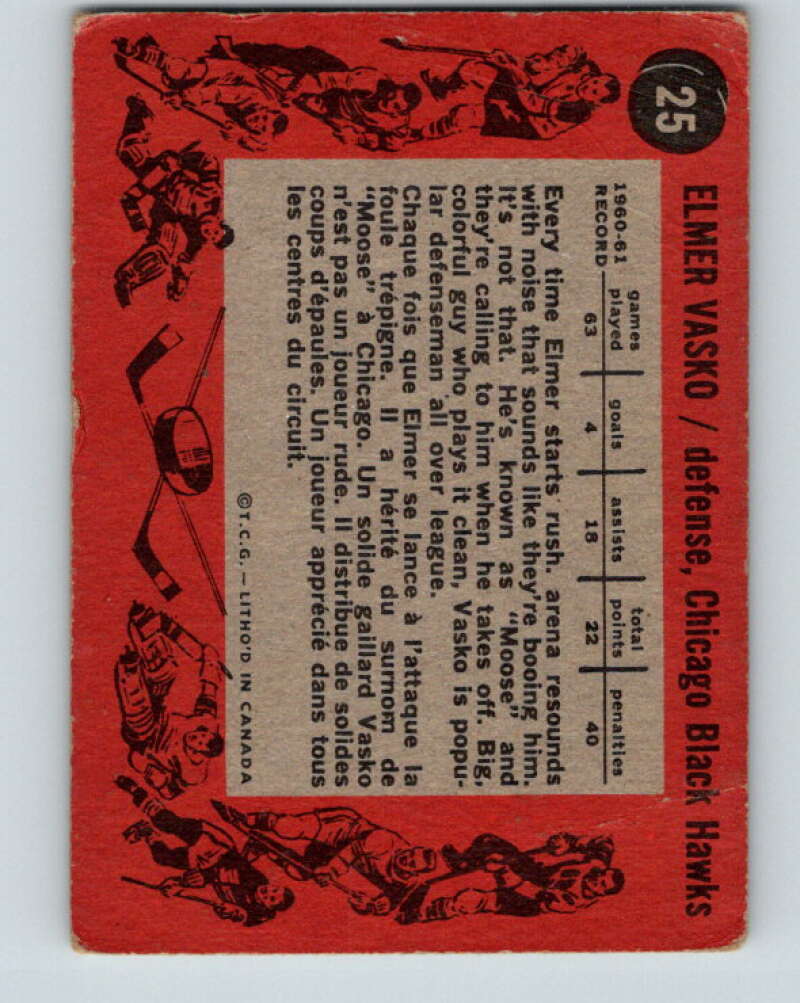 25
ELMER VASKO / defense, Chicago Black Hawks
games total
played goals assists points penalties
1960-61
RECORD 63 4 18 22 40
Every time Elmer starts rush. arena resounds
with noise that sounds like they're booing him.
It's not that. He's known as "Moose" and
they're calling to him when he takes off. Big,
colorful guy who plays it clean, Vasko is popu-
lar defenseman all over league.
Chaque fois que Elmer se lance à l'attaque la
foule trépigne. Il a hérité du surnom de
"Moose" à Chicago. Un solide gaillard Vasko
n'est pas un joueur rude. Il distribue de solides
coups d'épaules. Un joueur apprécié dans tous
les centres du circuit.
©T.C.G. — LITHO'D IN CANADA